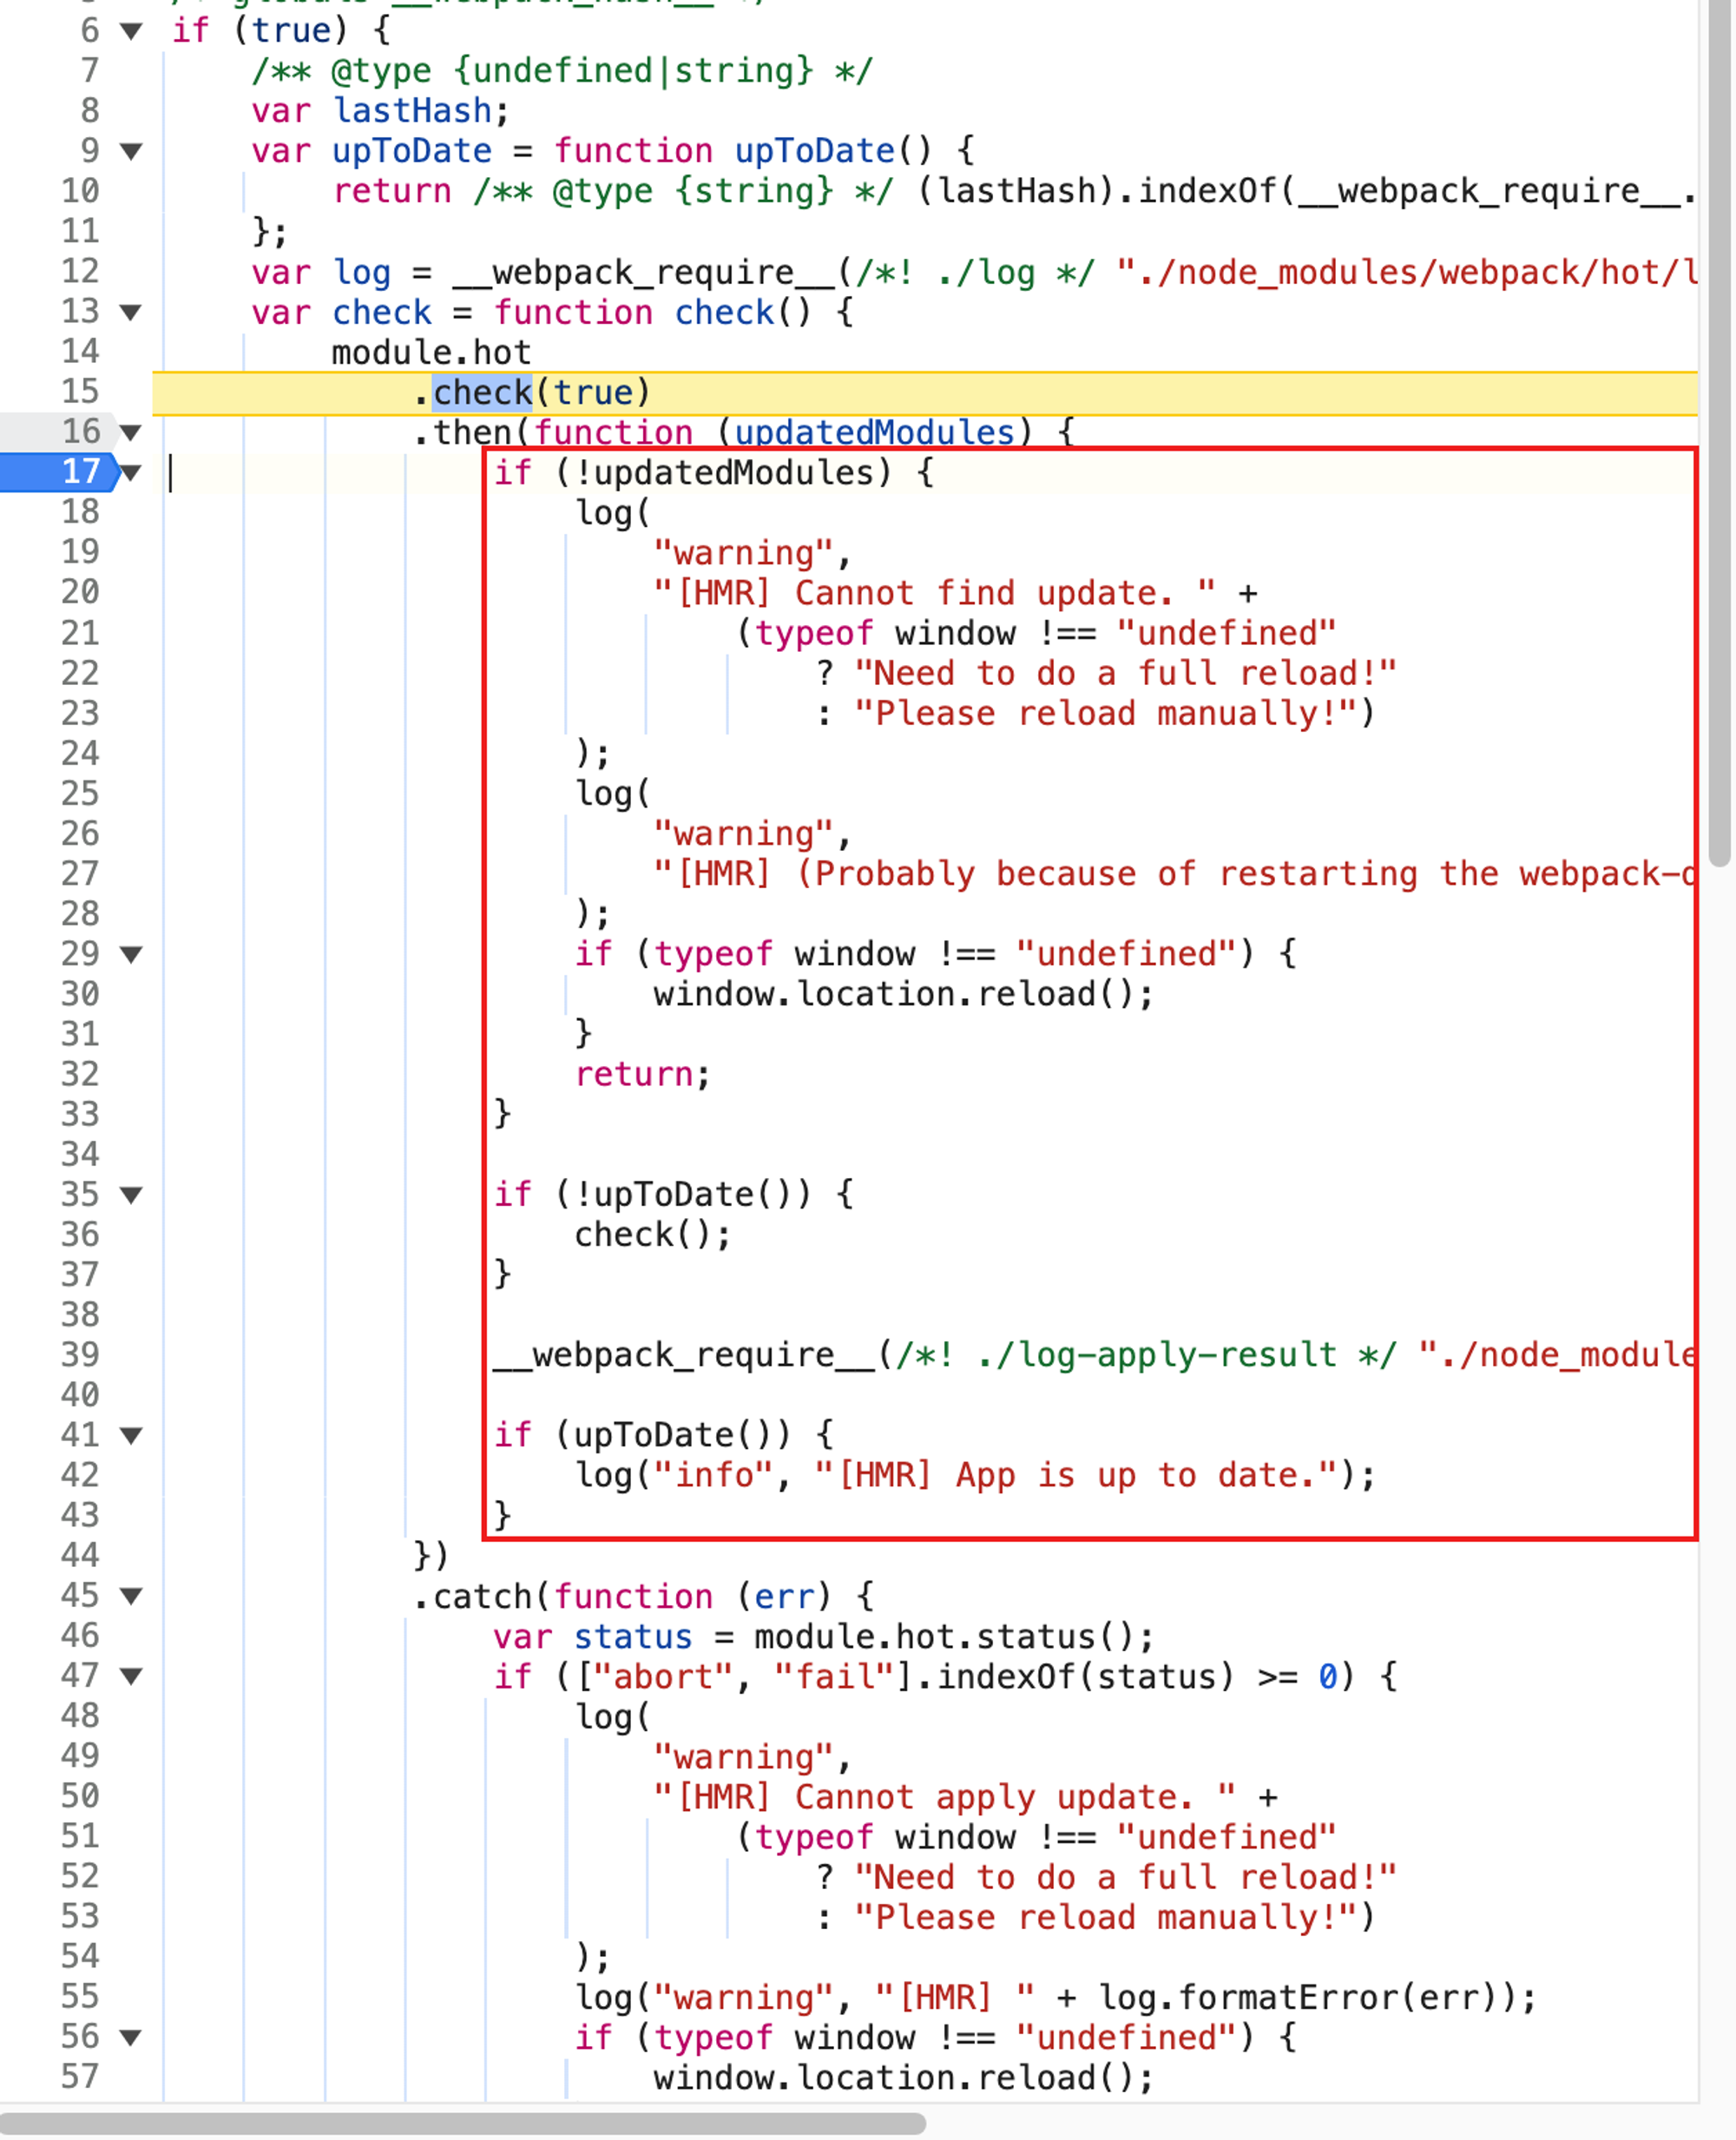 6 if (true) {
7 /** @type {undefined|string} */
8 var lastHash;
9 var upToDate = function upToDate() {
10 return /** @type {string} */ (lastHash).indexOf(__webpack_require__.
11 };
12 var log = __webpack_require__(/*! ./log */ "./node_modules/webpack/hot/l
13 var check = function check() {
14 module.hot
15 .check(true)
16 .then(function (updatedModules) {
17 if (!updatedModules) {
18 log(
19 "warning",
20 "[HMR] Cannot find update. " +
21 (typeof window !== "undefined"
22 ? "Need to do a full reload!"
23 : "Please reload manually!")
24 );
25 log(
26 "warning",
27 "[HMR] (Probably because of restarting the webpack-d
28 );
29 if (typeof window !== "undefined") {
30 window.location.reload();
31 }
32 return;
33 }
34
35 if (!upToDate()) {
36 check();
37 }
38
39 __webpack_require__(/*! ./log-apply-result */ "./node_module
40
41 if (upToDate()) {
42 log("info", "[HMR] App is up to date.");
43 }
44 })
45 .catch(function (err) {
46 var status = module.hot.status();
47 if (["abort", "fail"].indexOf(status) >= 0) {
48 log(
49 "warning",
50 "[HMR] Cannot apply update. " +
51 (typeof window !== "undefined"
52 ? "Need to do a full reload!"
53 : "Please reload manually!")
54 );
55 log("warning", "[HMR] " + log.formatError(err));
56 if (typeof window !== "undefined") {
57 window.location.reload();